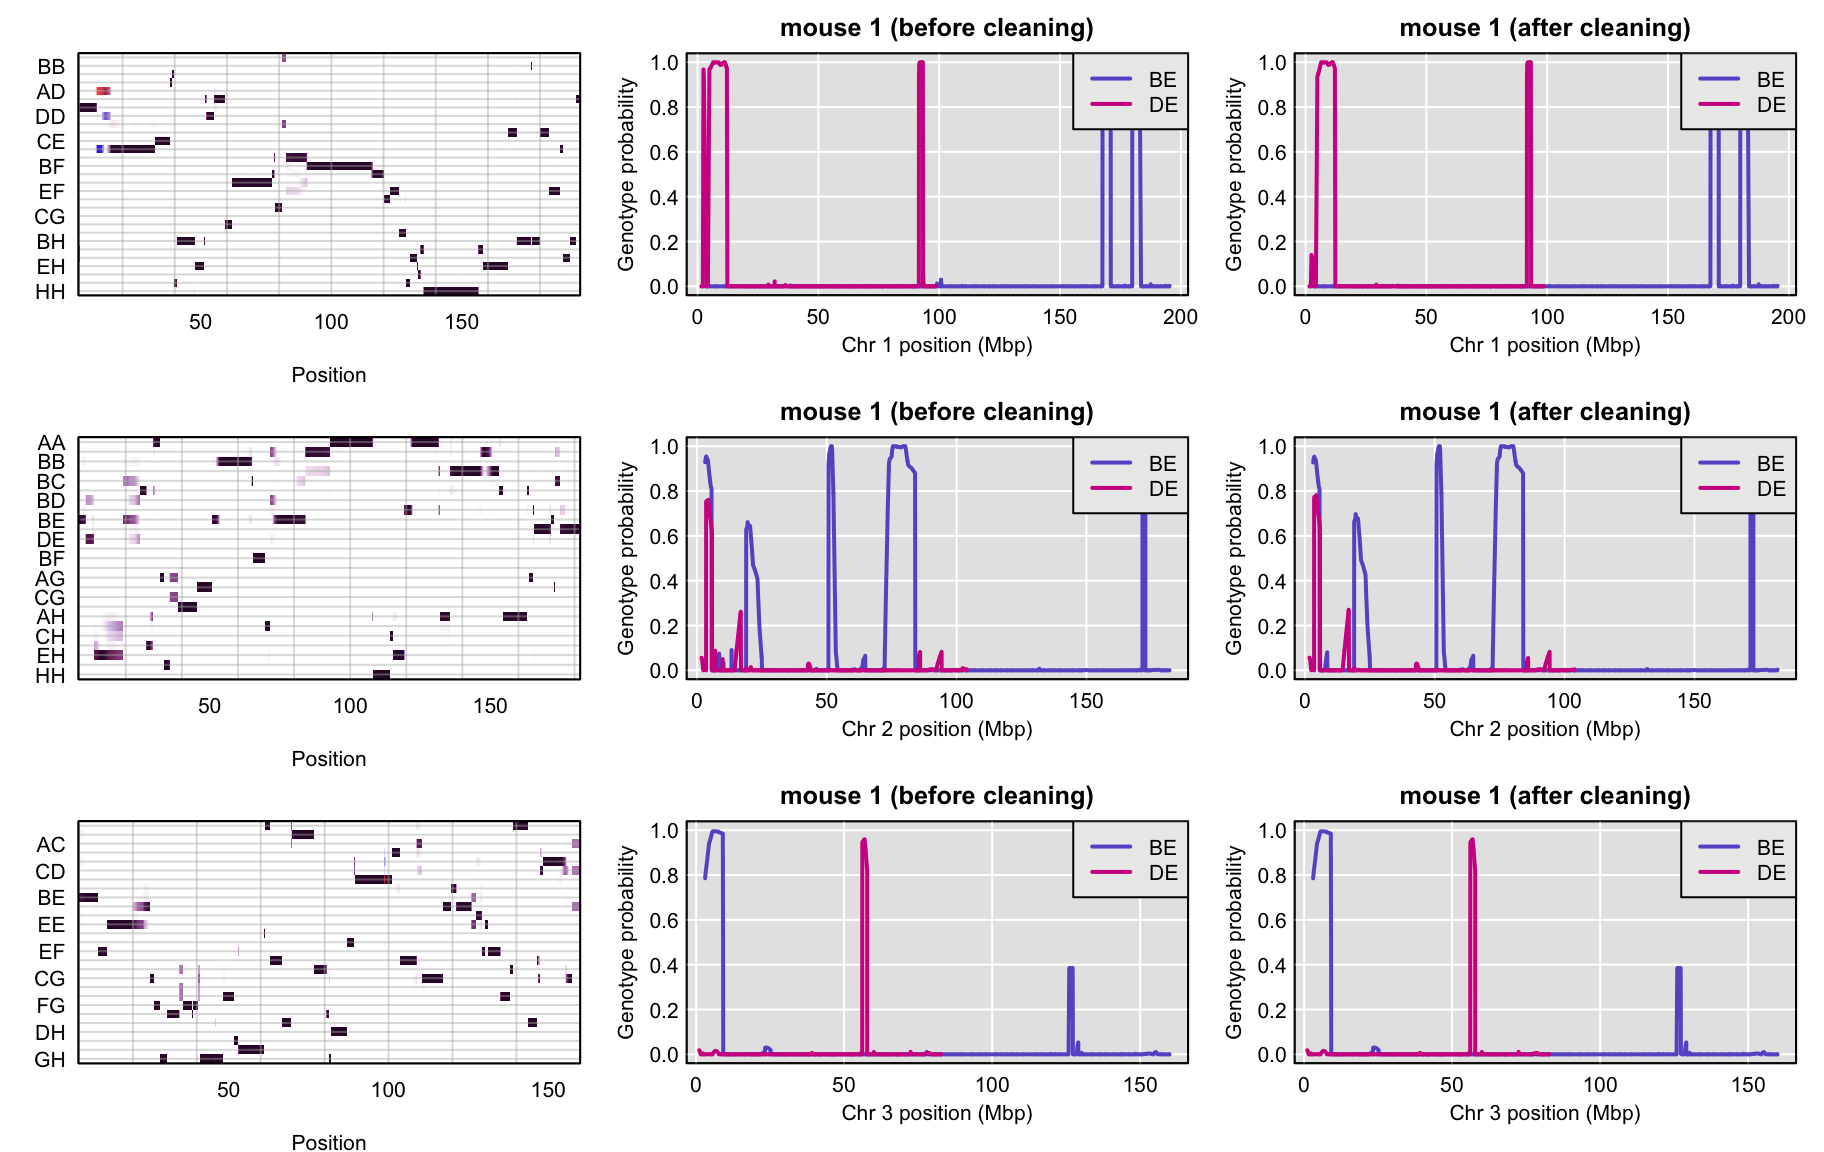 BB
AD
DD
CE
BF
EF
CG
BH
EH
HH
50 100 150
Position
mouse 1 (before cleaning)
Genotype probability
1.0
0.8
0.6
0.4
0.2
0.0
BE
DE
0 50 100 150 200
Chr 1 position (Mbp)
mouse 1 (after cleaning)
Genotype probability
1.0
0.8
0.6
0.4
0.2
0.0
BE
DE
0 50 100 150 200
Chr 1 position (Mbp)
AA
BB
BC
BD
BE
DE
BF
AG
CG
AH
CH
EH
HH
50 100 150
Position
mouse 1 (before cleaning)
Genotype probability
1.0
0.8
0.6
0.4
0.2
0.0
BE
DE
0 50 100 150
Chr 2 position (Mbp)
mouse 1 (after cleaning)
Genotype probability
1.0
0.8
0.6
0.4
0.2
0.0
BE
DE
0 50 100 150
Chr 2 position (Mbp)
AC
CD
BE
EE
EF
CG
FG
DH
GH
50 100 150
Position
mouse 1 (before cleaning)
Genotype probability
1.0
0.8
0.6
0.4
0.2
0.0
BE
DE
0 50 100 150
Chr 3 position (Mbp)
mouse 1 (after cleaning)
Genotype probability
1.0
0.8
0.6
0.4
0.2
0.0
BE
DE
0 50 100 150
Chr 3 position (Mbp)